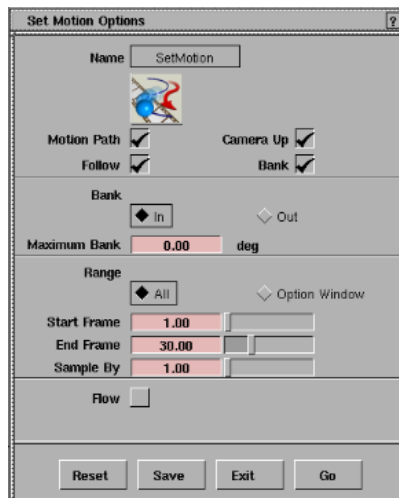 Set Motion Options ?
Name SetMotion
Motion Path Camera Up
Follow Bank
Bank
In Out
Maximum Bank 0.00 deg
Range
All Option Window
Start Frame 1.00
End Frame 30.00
Sample By 1.00
Flow
Reset Save Exit Go